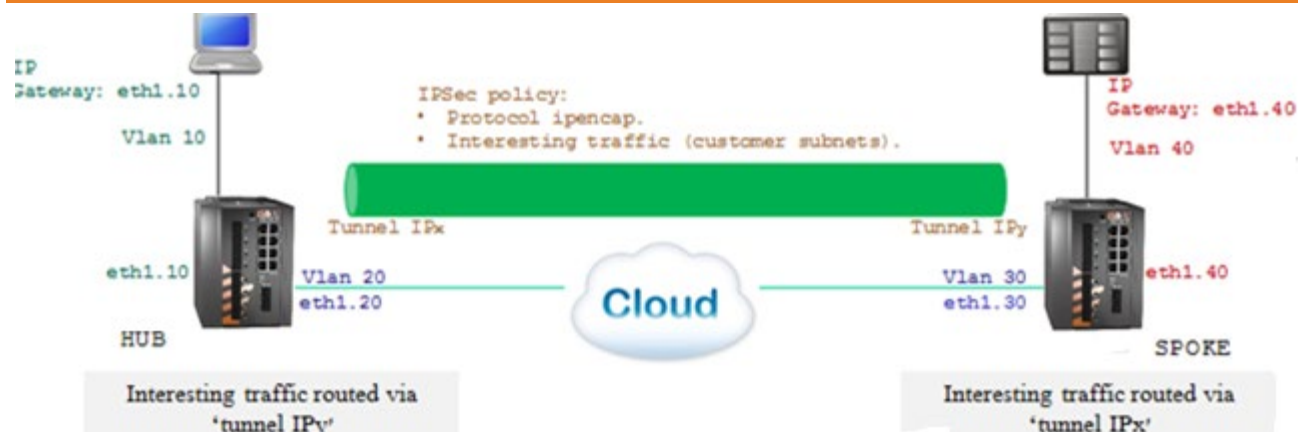 IP
Gateway: eth1.10
Vlan 10
IPSec policy:
• Protocol ipencap.
• Interesting traffic (customer subnets).
IP
Gateway: eth1.40
Vlan 40
Tunnel IPx
Tunnel IPy
eth1.10
Vlan 20
eth1.20
Cloud
Vlan 30
eth1.30
eth1.40
HUB
SPOKE
Interesting traffic routed via
‘tunnel IPy’
Interesting traffic routed via
‘tunnel IPx’